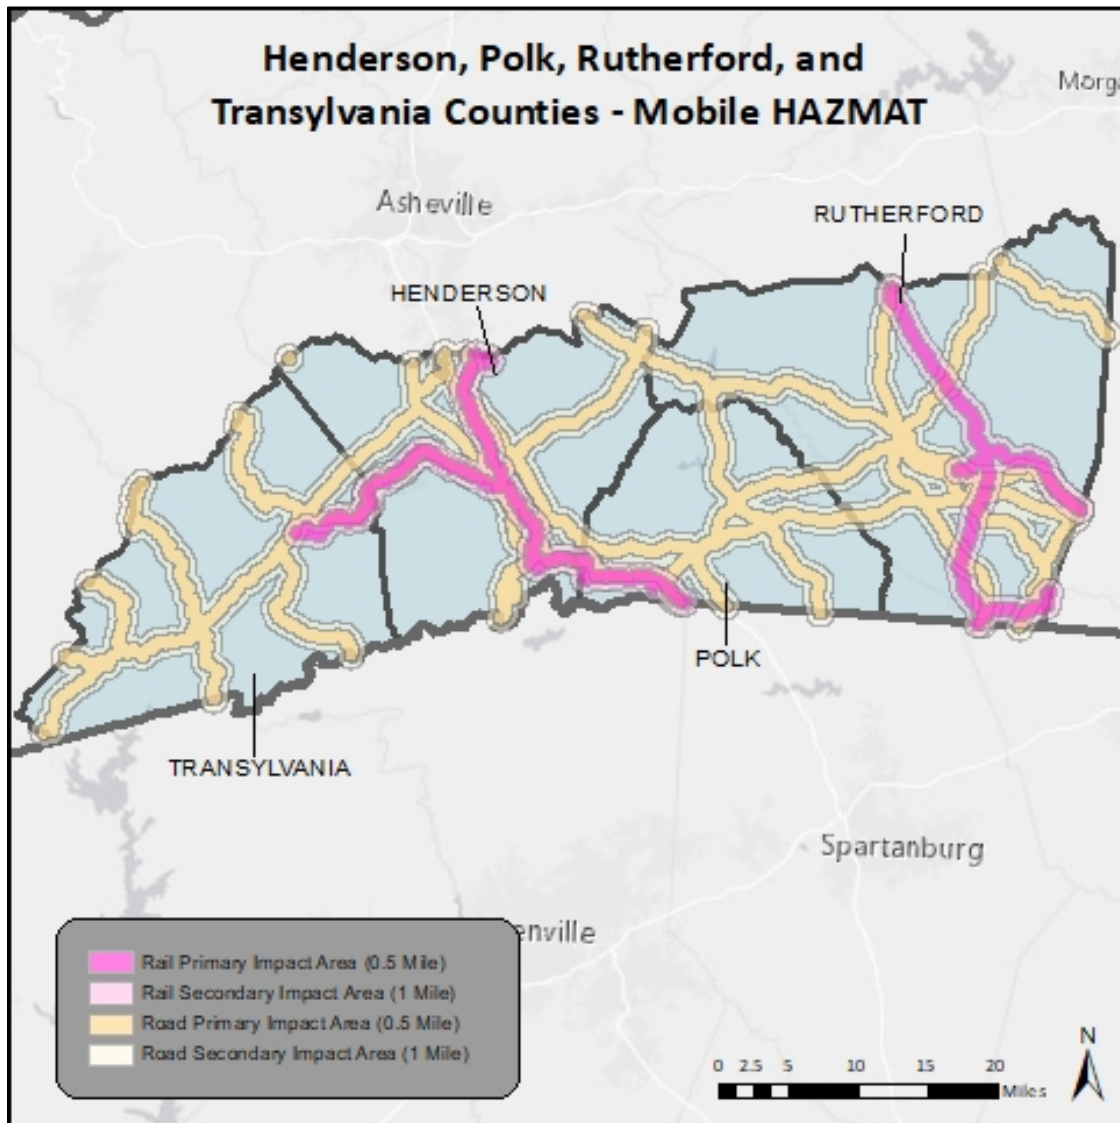 Henderson, Polk, Rutherford, and
Transylvania Counties - Mobile HAZMAT
Morga
Asheville
RUTHERFORD
HENDERSON
POLK
TRANSYLVANIA
Spartanburg
enville
Rail Primary Impact Area (0.5 Mile)
Rail Secondary Impact Area (1 Mile)
Road Primary Impact Area (0.5 Mile)
Road Secondary Impact Area (1 Mile)
N
0 2.5 5 10 15 20
Miles